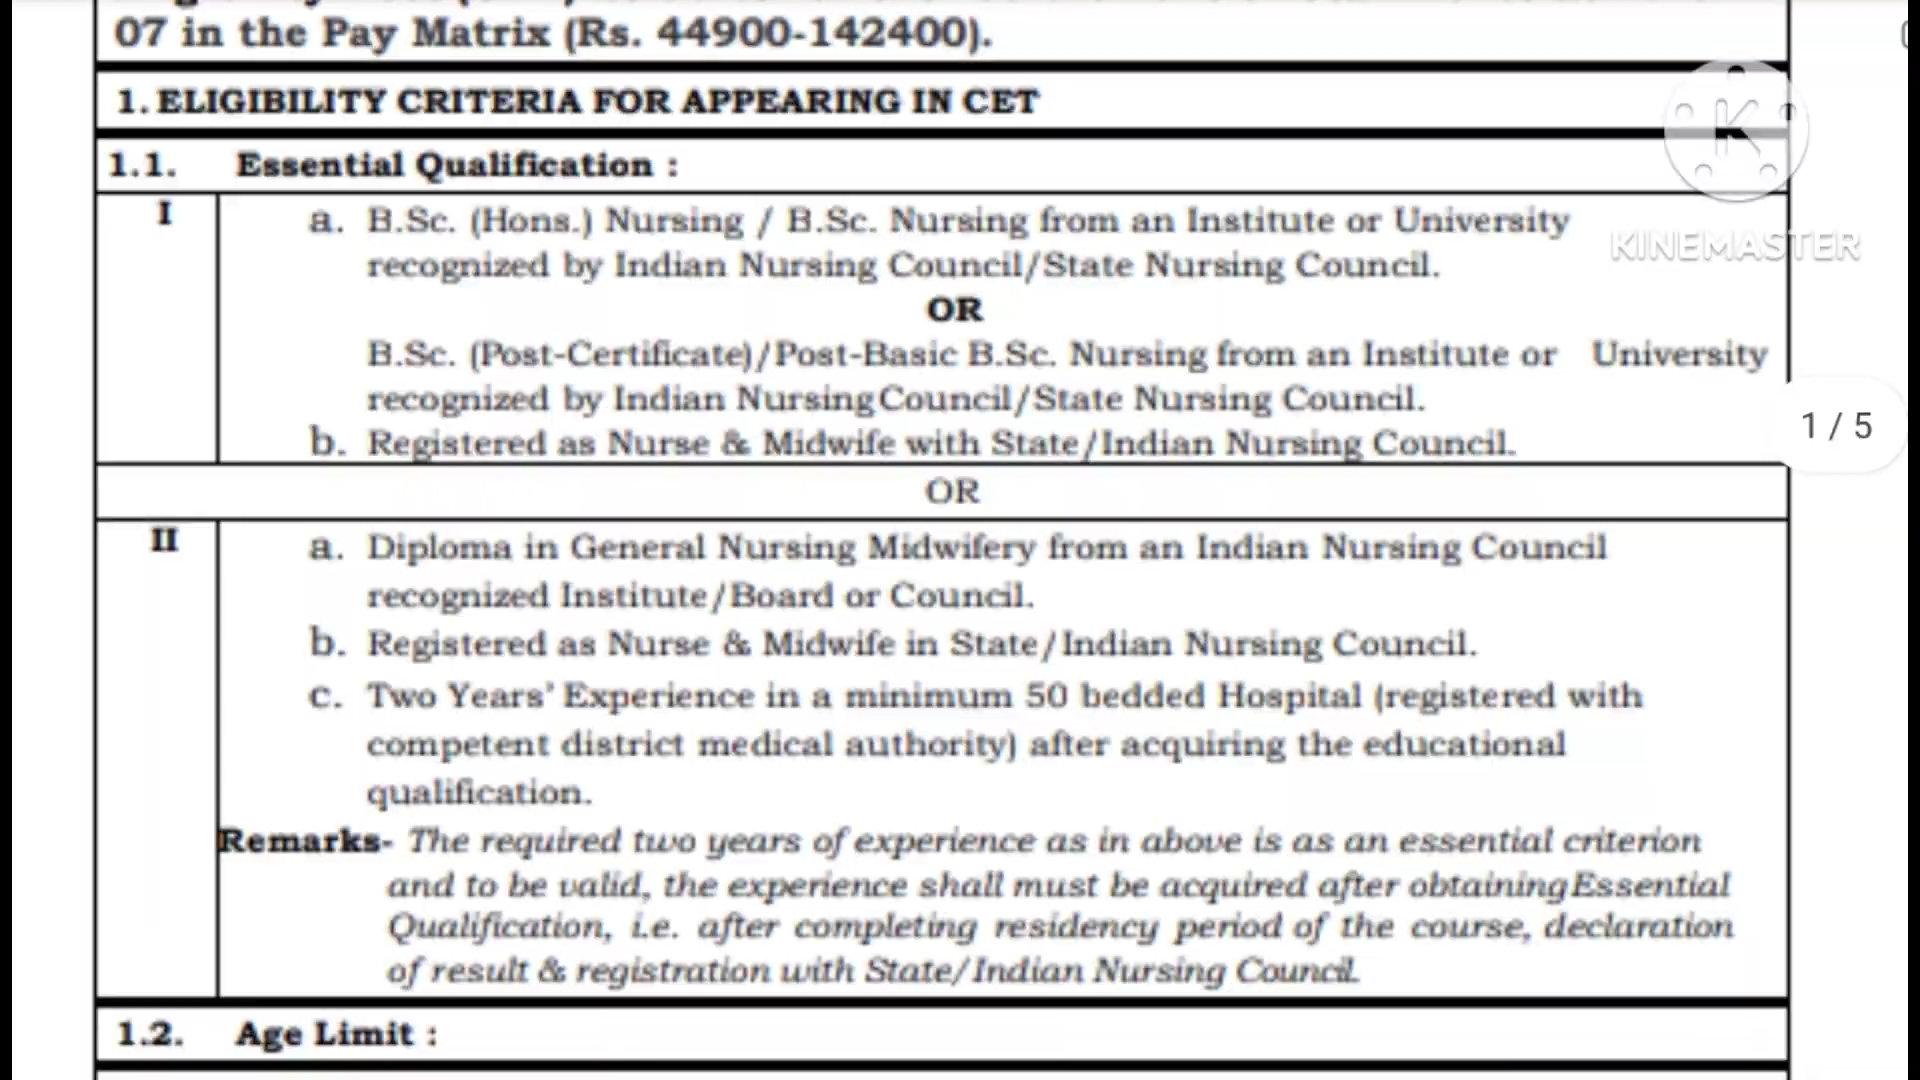 07 in the Pay Matrix (Rs. 44900-142400).
1. ELIGIBILITY CRITERIA FOR APPEARING IN CET
1.1. Essential Qualification :
I
a. B.Sc. (Hons.) Nursing / B.Sc. Nursing from an Institute or University
recognized by Indian Nursing Council/State Nursing Council.
OR
B.Sc. (Post-Certificate)/Post-Basic B.Sc. Nursing from an Institute or University
recognized by Indian Nursing Council/State Nursing Council.
b. Registered as Nurse & Midwife with State/Indian Nursing Council.
OR
II
a. Diploma in General Nursing Midwifery from an Indian Nursing Council
recognized Institute/Board or Council.
b. Registered as Nurse & Midwife in State/Indian Nursing Council.
c. Two Years' Experience in a minimum 50 bedded Hospital (registered with
competent district medical authority) after acquiring the educational
qualification.
Remarks- The required two years of experience as in above is as an essential criterion
and to be valid, the experience shall must be acquired after obtaining Essential
Qualification, i.e. after completing residency period of the course, declaration
of result & registration with State/Indian Nursing Council.
1.2. Age Limit :
1 / 5
K
KINEMASTER